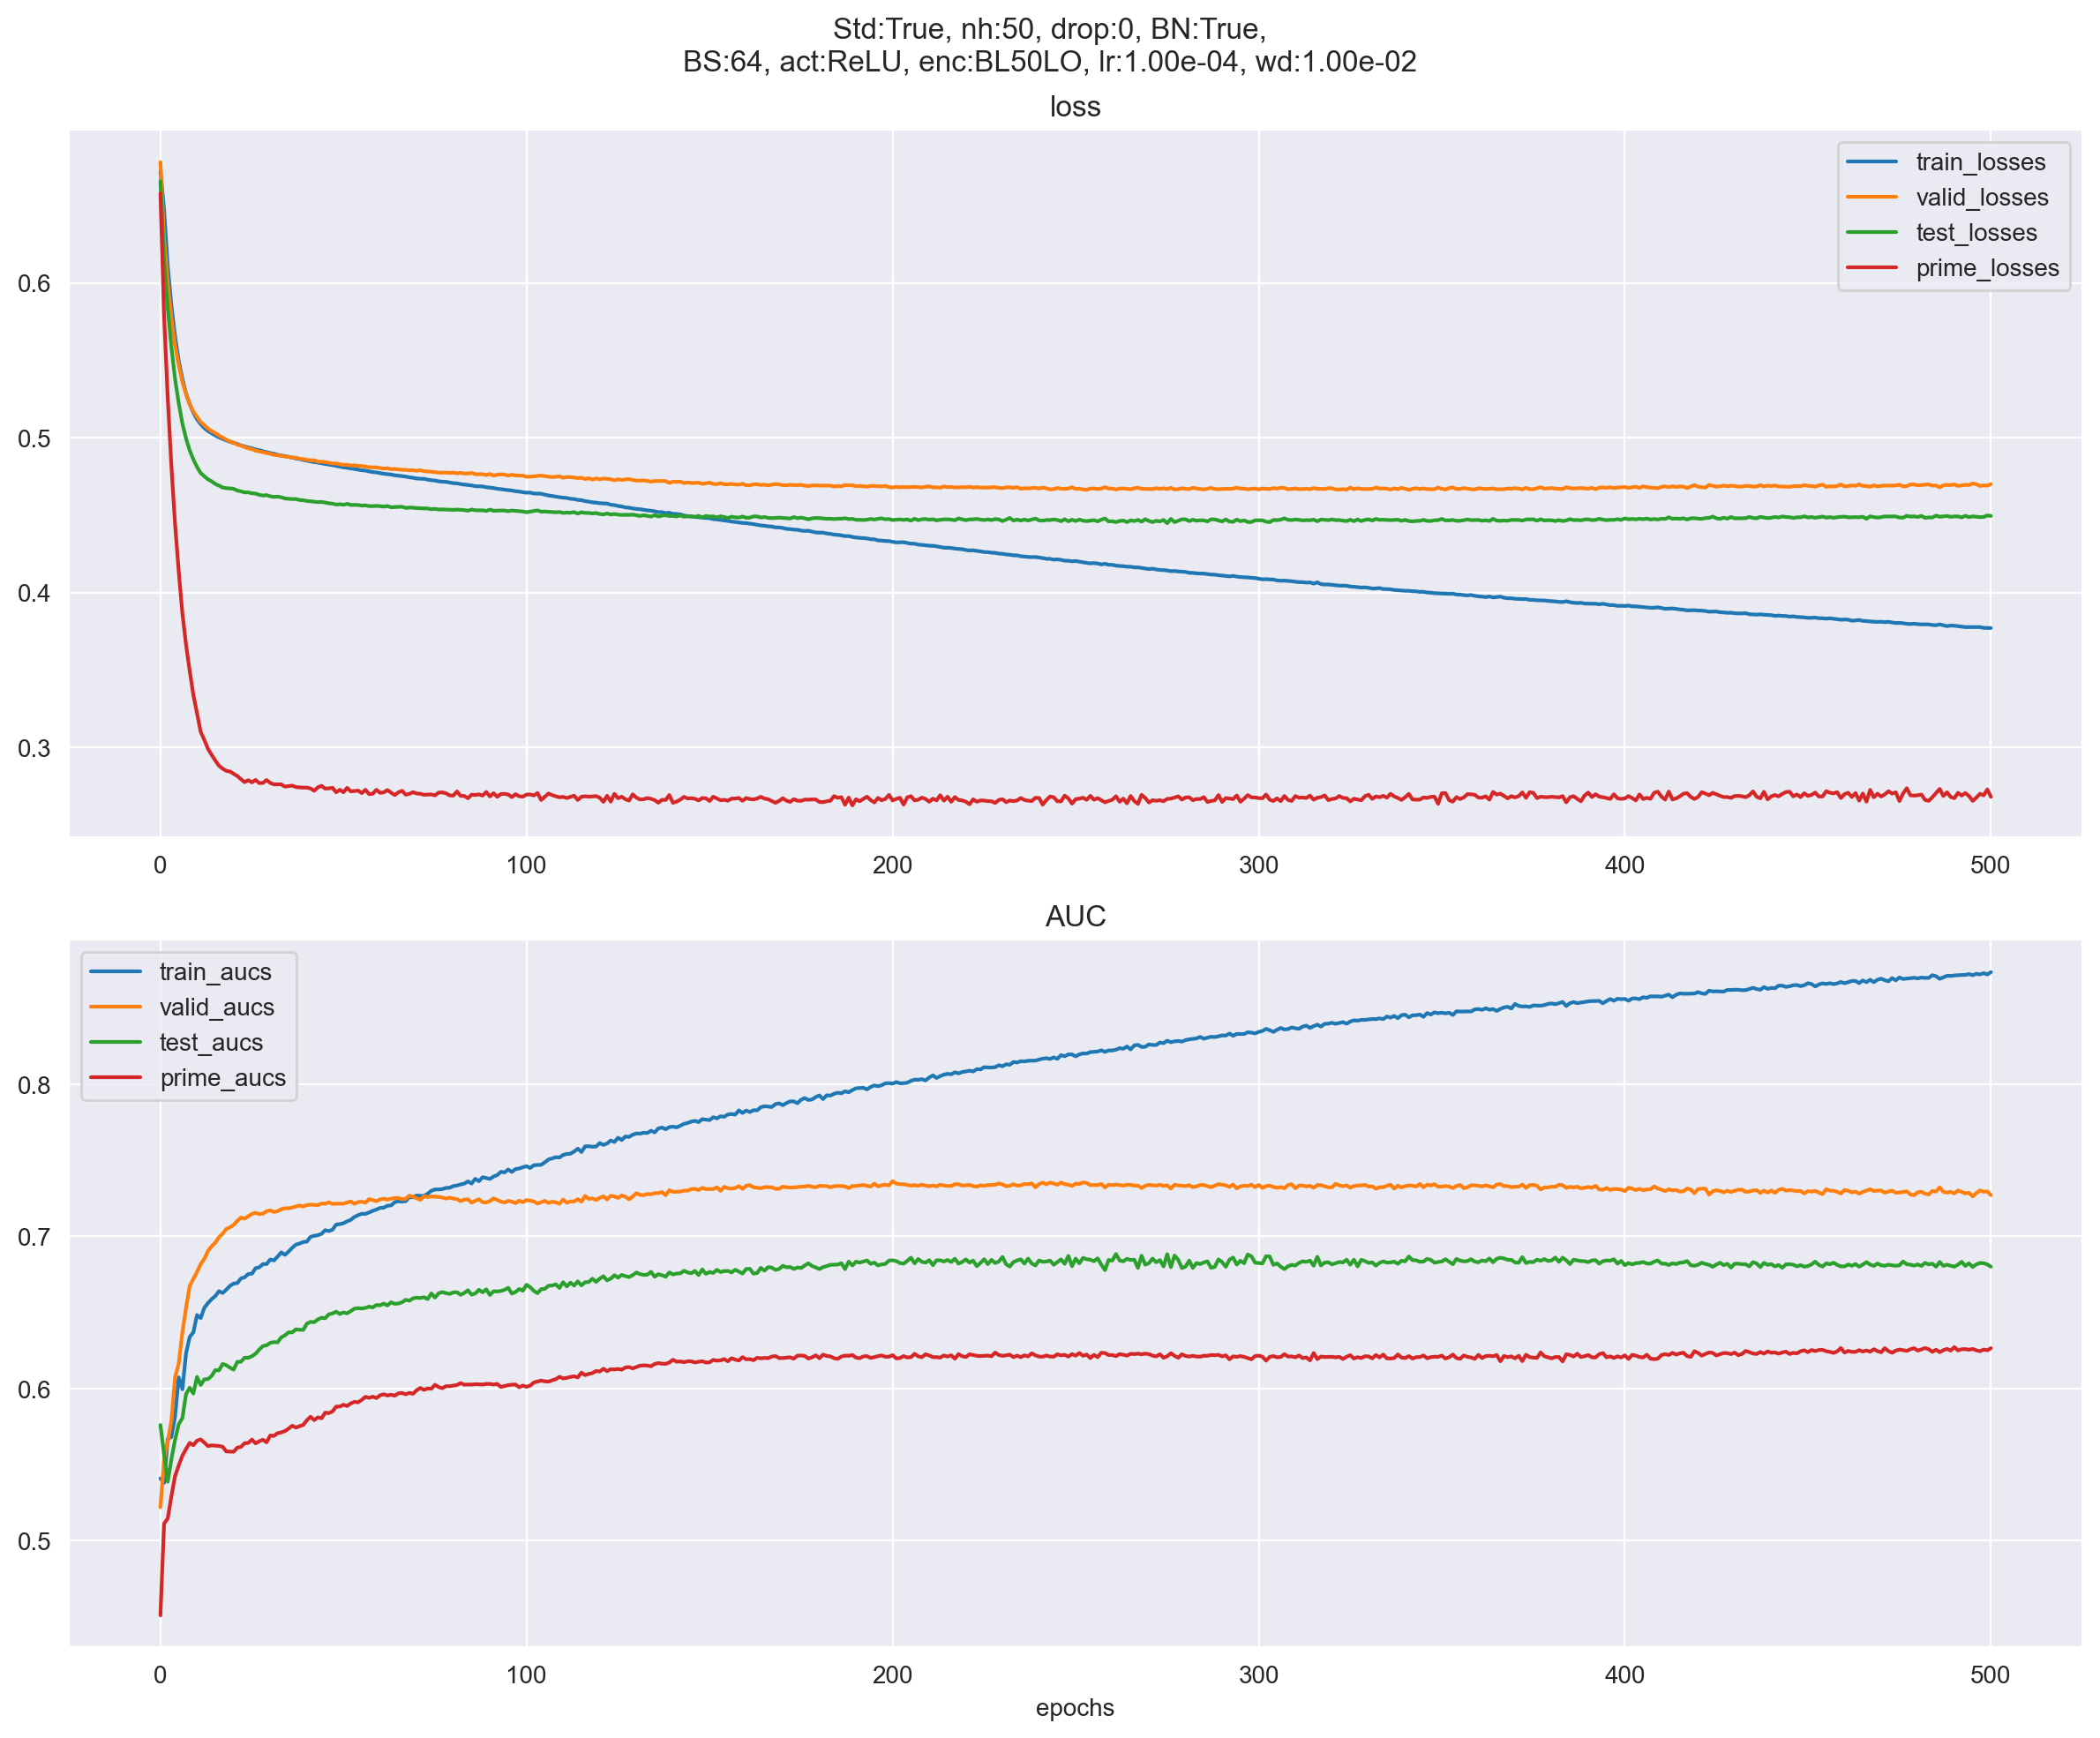 Std:True, nh:50, drop:0, BN:True,
BS:64, act:ReLU, enc:BL50LO, lr:1.00e-04, wd:1.00e-02
loss
train_losses
valid_losses
test_losses
prime_losses
0.6
0.5
0.4
0.3
0 100 200 300 400 500
AUC
train_aucs
valid_aucs
test_aucs
prime_aucs
0.8
0.7
0.6
0.5
0 100 200 300 400 500
epochs